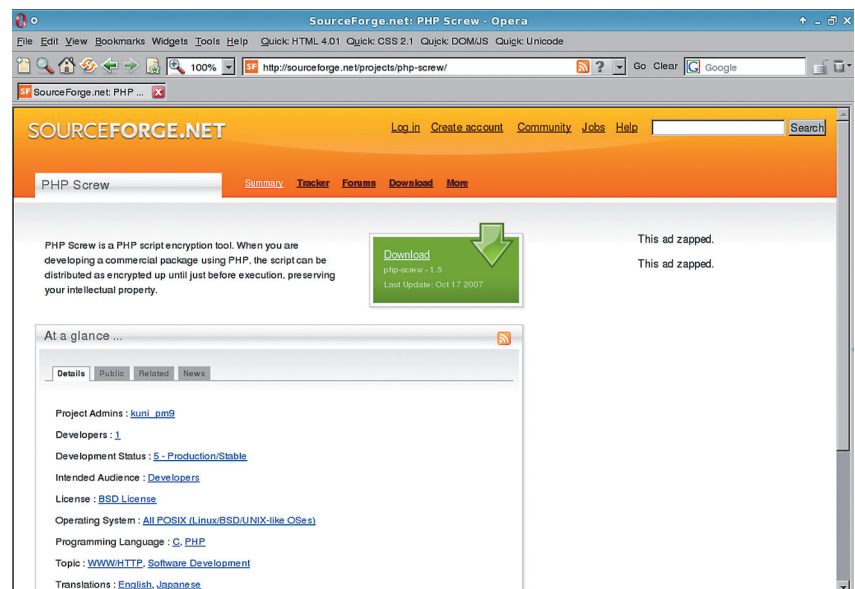 SourceForge.net: PHP Screw - Opera
File Edit View Bookmarks Widgets Tools Help Quick: HTML 4.01 Quick: CSS 2.1 Quick: DOM/JS Quick: Unicode
100% SF http://sourceforge.net/projects/php-screw/ ? Go Clear G Google
SF SourceForge.net: PHP ...
SOURCEFORGE.NET Log in Create account Community Jobs Help Search
PHP Screw Summary Tracker Forums Download More
PHP Screw is a PHP script encryption tool. When you are
developing a commercial package using PHP, the script can be
distributed as encrypted up until just before execution, preserving
your intellectual property.
Download
php-screw - 1.5
Last Update: Oct 17 2007
This ad zapped.
This ad zapped.
At a glance ...
Details Public Related News
Project Admins : kuni_pm9
Developers : 1
Development Status : 5 - Production/Stable
Intended Audience : Developers
License : BSD License
Operating System : All POSIX (Linux/BSD/UNIX-like OSes)
Programming Language : C, PHP
Topic : WWW/HTTP, Software Development
Translations : English, Japanese